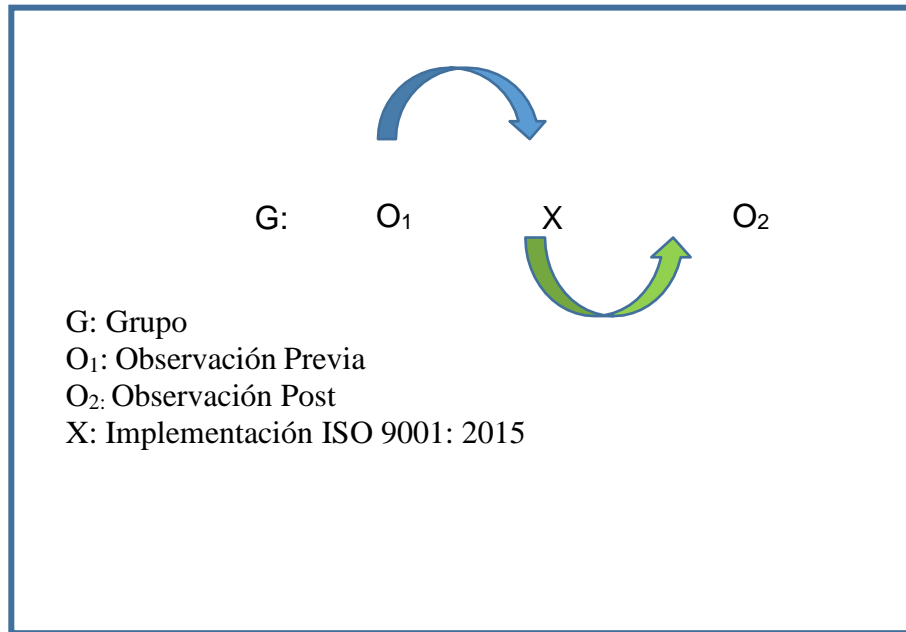 G: O₁ X O₂
G: Grupo
O₁: Observación Previa
O₂: Observación Post
X: Implementación ISO 9001: 2015